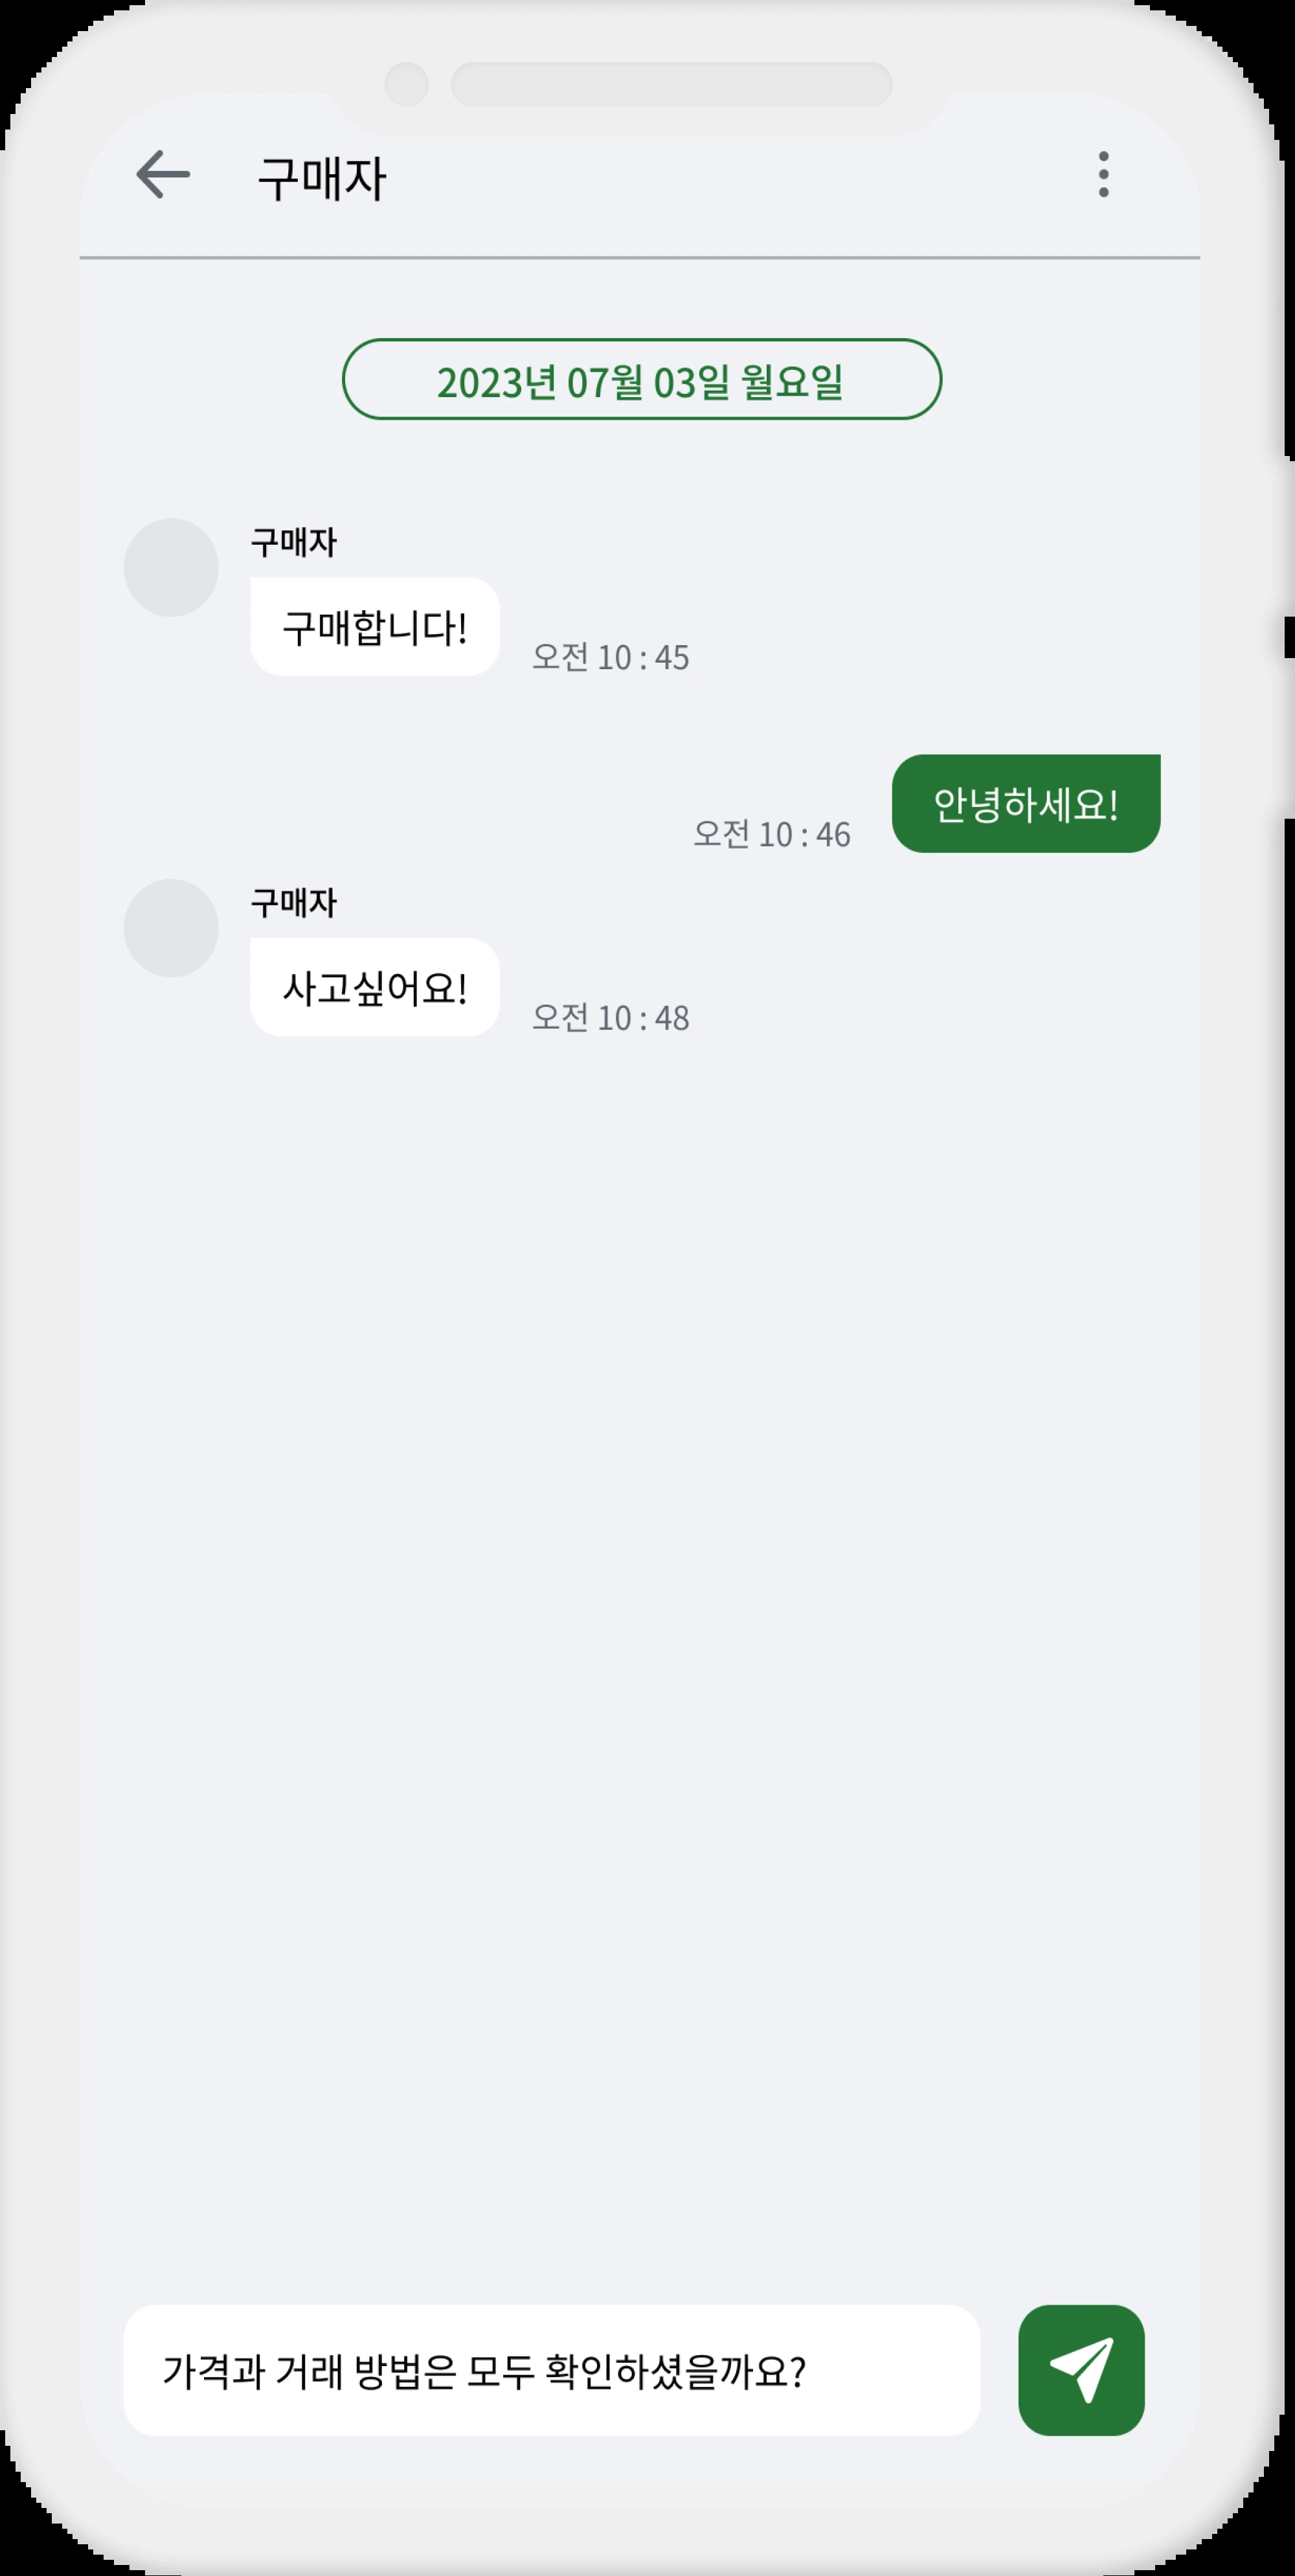 구매자
2023년 07월 03일 월요일
구매자
구매합니다!
오전 10 : 45
안녕하세요!
오전 10 : 46
구매자
사고싶어요!
오전 10 : 48
가격과 거래 방법은 모두 확인하셨을까요?